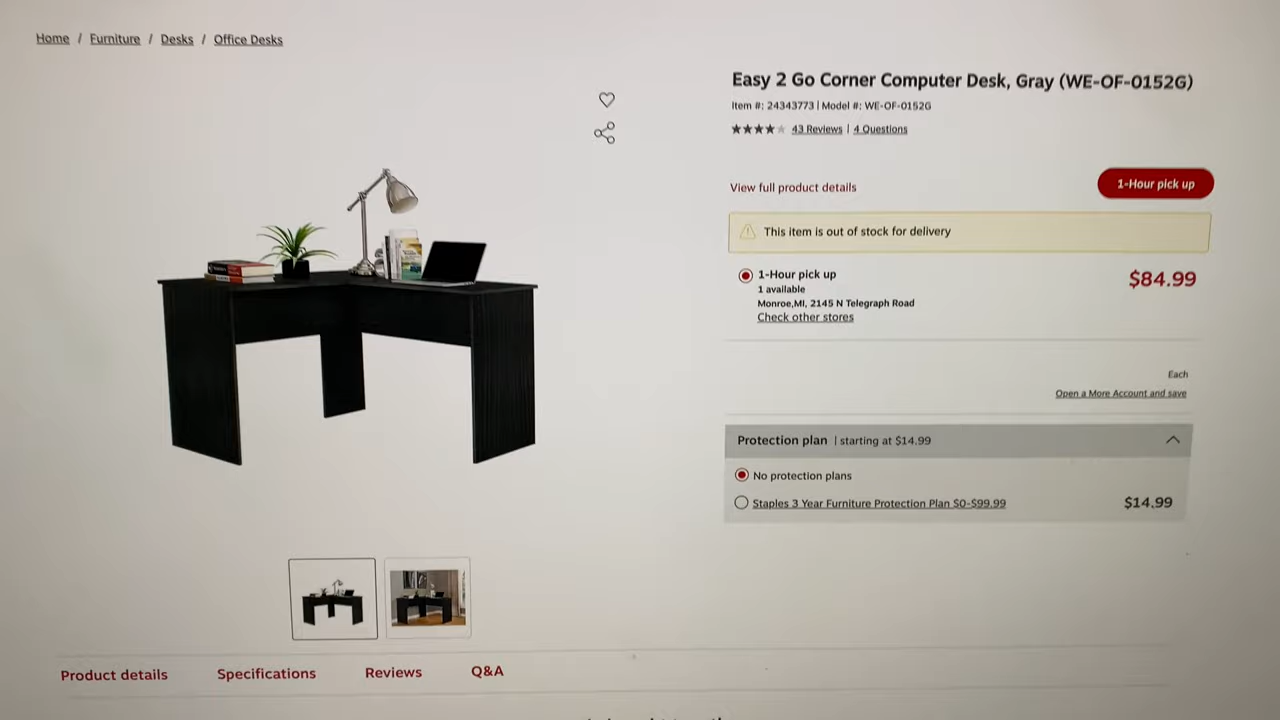 Home / Furniture / Desks / Office Desks
Easy 2 Go Corner Computer Desk, Gray (WE-OF-0152G)
Item #: 24343773 | Model #: WE-OF-0152G
43 Reviews | 4 Questions
View full product details
1-Hour pick up
This item is out of stock for delivery
1-Hour pick up
$84.99
1 available
Monroe,MI, 2145 N Telegraph Road
Check other stores
Each
Open a More Account and save
Protection plan | starting at $14.99
No protection plans
Staples 3 Year Furniture Protection Plan $0-$99.99
$14.99
Product details
Specifications
Reviews
Q&A